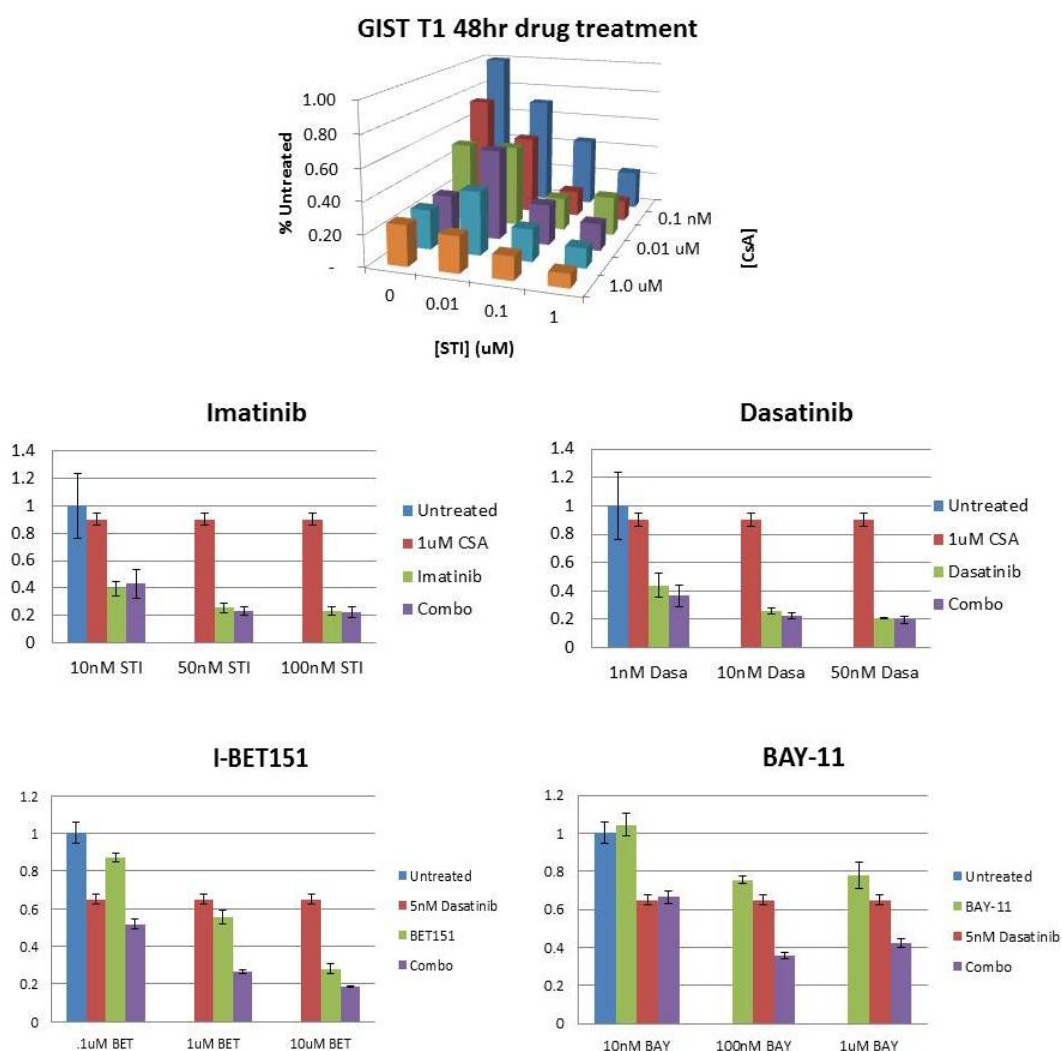 GIST T1 48hr drug treatment
1.00
0.80
0.60
0.40
0.20
-
% Untreated
0
0.01
0.1
1
[STI] (uM)
0.1 nM
0.01 uM
1.0 uM
[CsA]
Imatinib
1.4
1.2
1
0.8
0.6
0.4
0.2
0
10nM STI 50nM STI 100nM STI
Untreated
1uM CSA
Imatinib
Combo
Dasatinib
1.4
1.2
1
0.8
0.6
0.4
0.2
0
1nM Dasa 10nM Dasa 50nM Dasa
Untreated
1uM CSA
Dasatinib
Combo
I-BET151
1.2
1
0.8
0.6
0.4
0.2
0
.1uM BET 1uM BET 10uM BET
Untreated
5nM Dasatinib
BET151
Combo
BAY-11
1.2
1
0.8
0.6
0.4
0.2
0
10nM BAY 100nM BAY 1uM BAY
Untreated
BAY-11
5nM Dasatinib
Combo